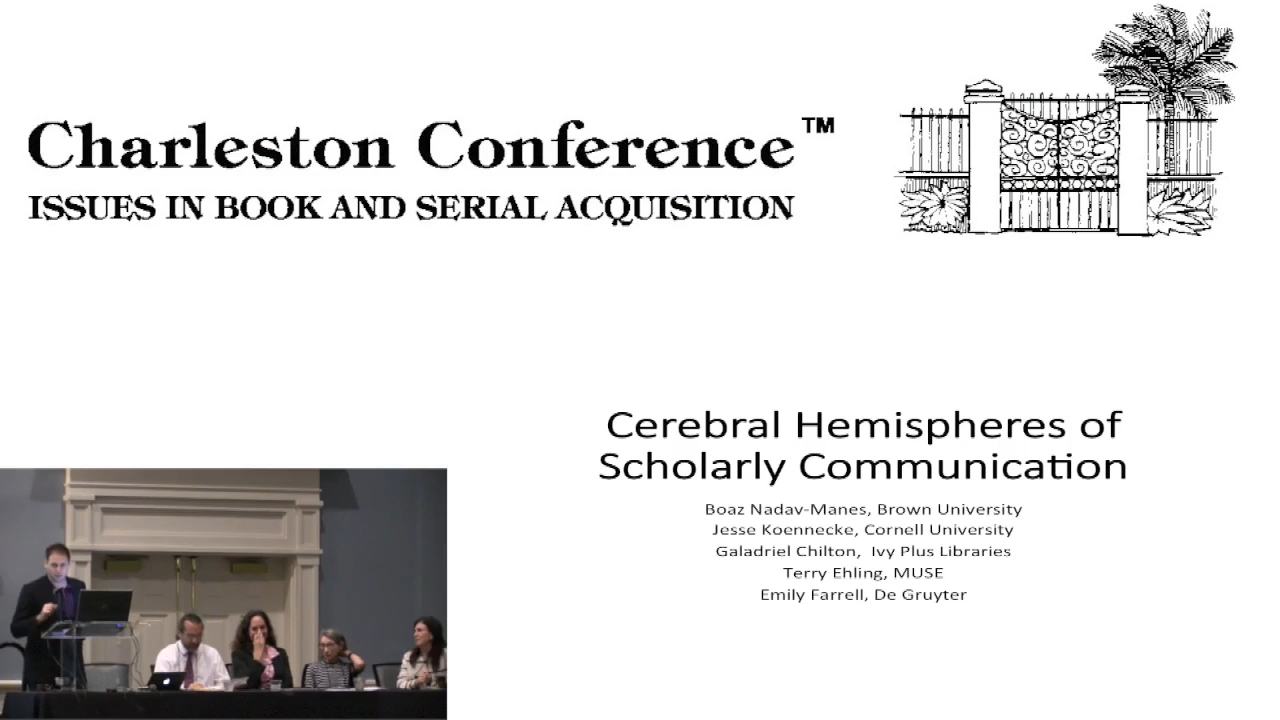 Charleston Conference™
ISSUES IN BOOK AND SERIAL ACQUISITION
Cerebral Hemispheres of
Scholarly Communication
Boaz Nadav-Manes, Brown University
Jesse Koennecke, Cornell University
Galadriel Chilton, Ivy Plus Libraries
Terry Ehling, MUSE
Emily Farrell, De Gruyter